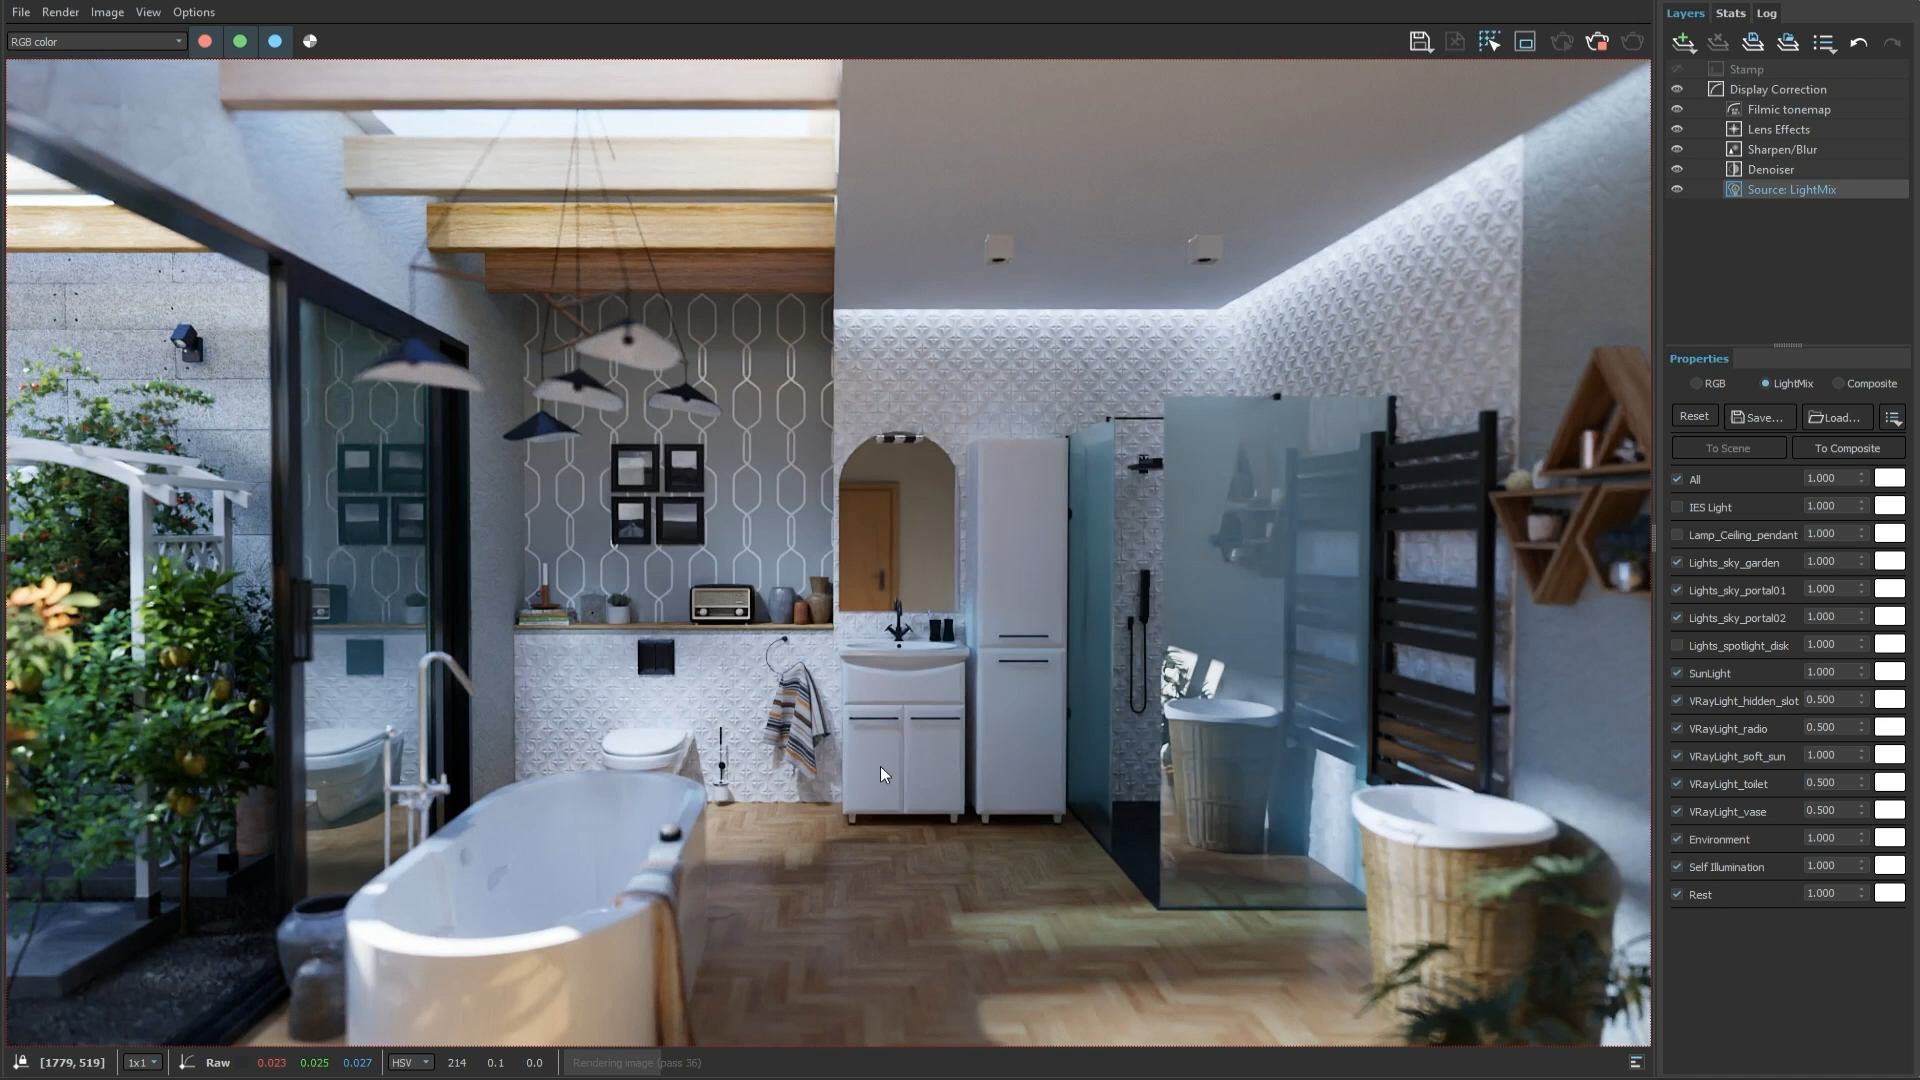 File Render Image View Options
Layers Stats Log
RGB color
Stamp
Display Correction
Filmic tonemap
Lens Effects
Sharpen/Blur
Denoiser
Source: LightMix
Properties
RGB LightMix Composite
Reset Save... Load...
To Scene To Composite
All 1.000
IES Light 1.000
Lamp_Ceiling_pendant 1.000
Lights_sky_garden 1.000
Lights_sky_portal01 1.000
Lights_sky_portal02 1.000
Lights_spotlight_disk 1.000
SunLight 1.000
VRayLight_hidden_slot 0.500
VRayLight_radio 0.500
VRayLight_soft_sun 1.000
VRayLight_toilet 0.500
VRayLight_vase 0.500
Environment 1.000
Self Illumination 1.000
Rest 1.000
[1779, 519] 1x1 Raw 0.023 0.025 0.027 HSV 214 0.1 0.0 Rendering image (pass 36)